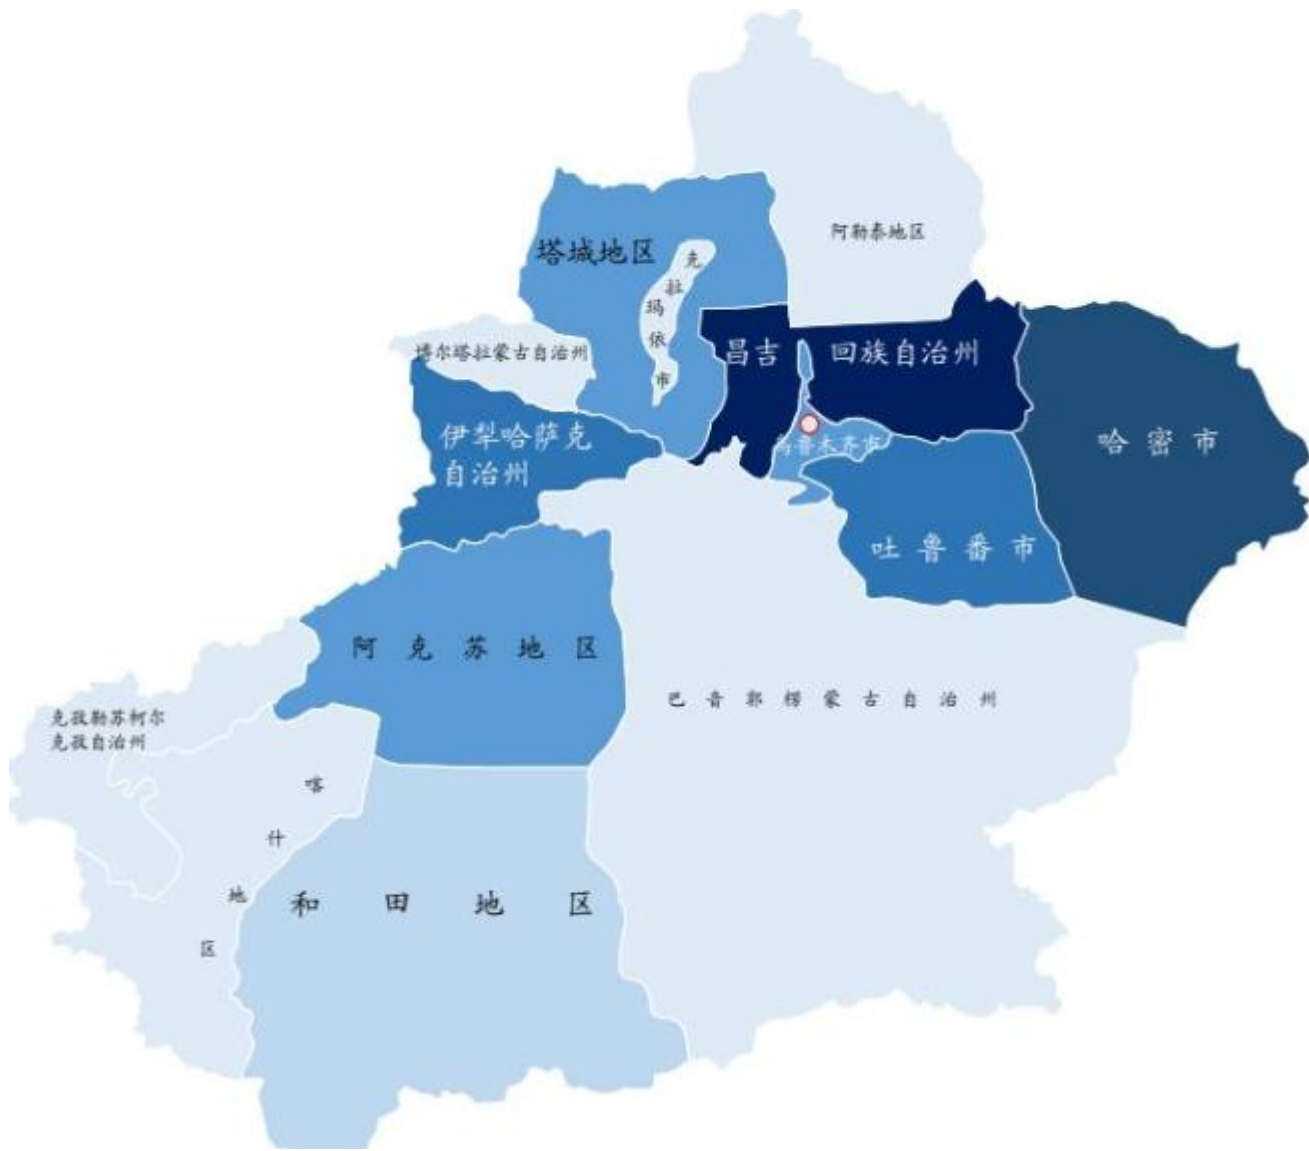 阿勒泰地区
塔城地区
克拉玛依市
博尔塔拉蒙古自治州
昌吉回族自治州
伊犁哈萨克
自治州
乌鲁木齐市
哈密市
吐鲁番市
阿克苏地区
巴音郭楞蒙古自治州
克孜勒苏柯尔
克孜自治州
喀什地区
和田地区